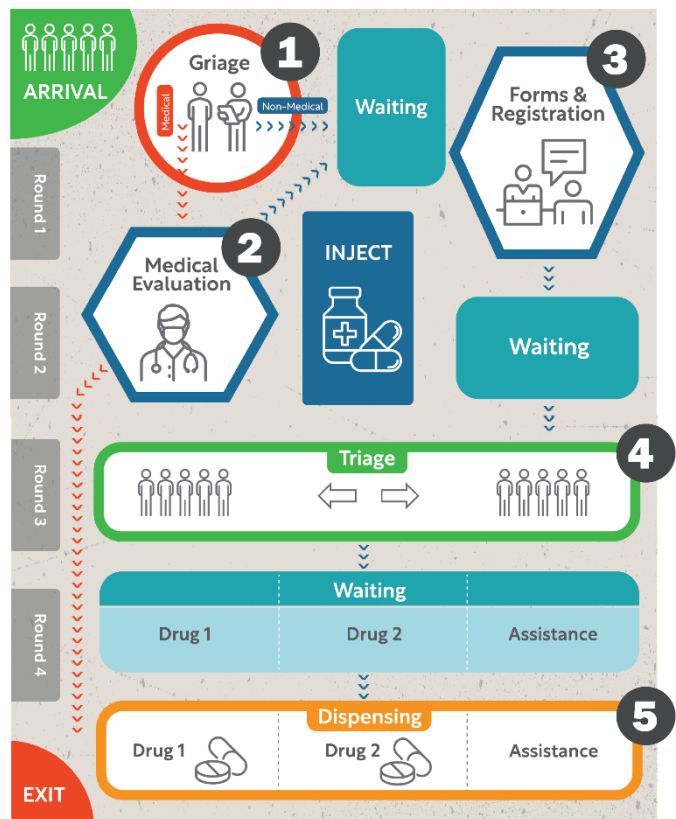 ARRIVAL
1
Griage
Medical
Non-Medical
Waiting
3
Forms &
Registration
Round 1
2
Medical
Evaluation
INJECT
Round 2
Waiting
4
Triage
Round 3
Waiting
Drug 1
Drug 2
Assistance
Round 4
5
Dispensing
Drug 1
Drug 2
Assistance
EXIT